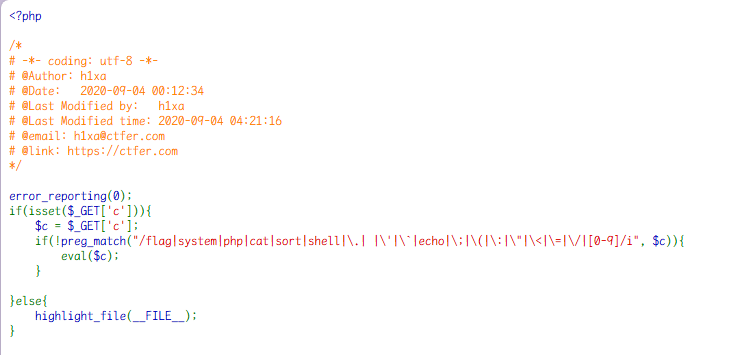 <?php
/*
# -*- coding: utf-8 -*-
# @Author: h1xa
# @Date:   2020-09-04 00:12:34
# @Last Modified by:   h1xa
# @Last Modified time: 2020-09-04 04:21:16
# @email: h1xa@ctfer.com
# @link: https://ctfer.com
*/
error_reporting(0);
if(isset($_GET['c'])){
    $c = $_GET['c'];
    if(!preg_match("/flag|system|php|cat|sort|shell|\.| |\'|\`|echo|\;|\(|\:|\"|\<|\=|\/|[0-9]/i", $c)){
        eval($c);
    }
}else{
    highlight_file(__FILE__);
}